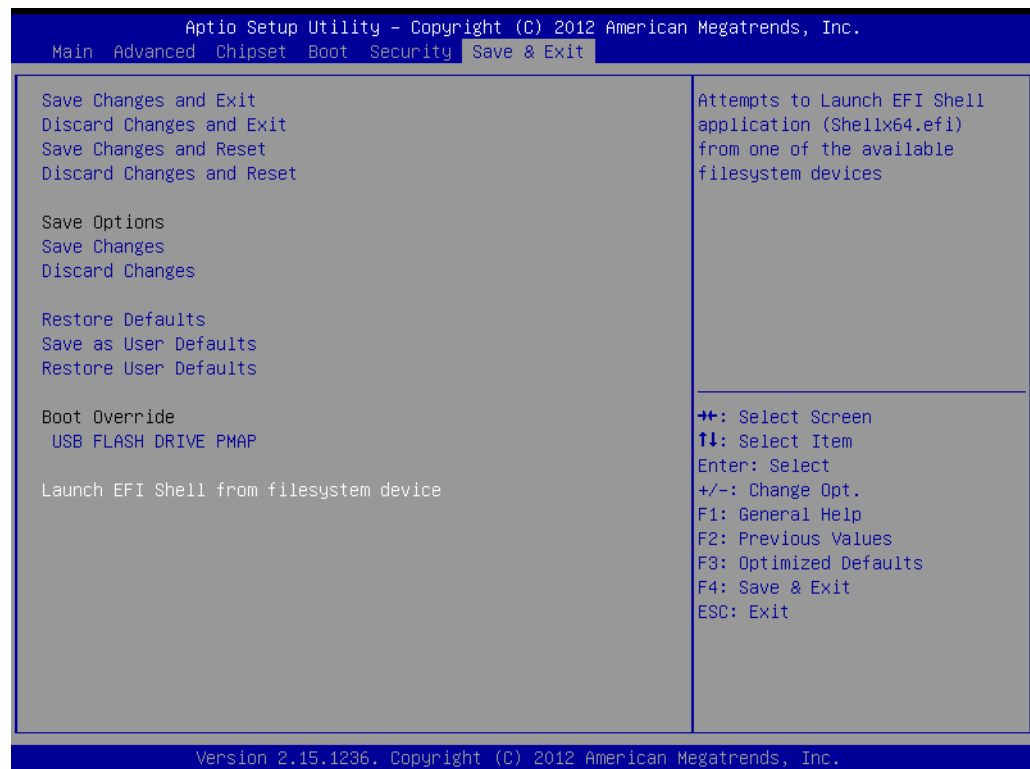 Aptio Setup Utility – Copyright (C) 2012 American Megatrends, Inc.
Main Advanced Chipset Boot Security Save & Exit
Save Changes and Exit
Discard Changes and Exit
Save Changes and Reset
Discard Changes and Reset
Save Options
Save Changes
Discard Changes
Restore Defaults
Save as User Defaults
Restore User Defaults
Boot Override
USB FLASH DRIVE PMAP
Launch EFI Shell from filesystem device
Attempts to Launch EFI Shell
application (Shellx64.efi)
from one of the available
filesystem devices
→←: Select Screen
↑↓: Select Item
Enter: Select
+/-: Change Opt.
F1: General Help
F2: Previous Values
F3: Optimized Defaults
F4: Save & Exit
ESC: Exit
Version 2.15.1236. Copyright (C) 2012 American Megatrends, Inc.